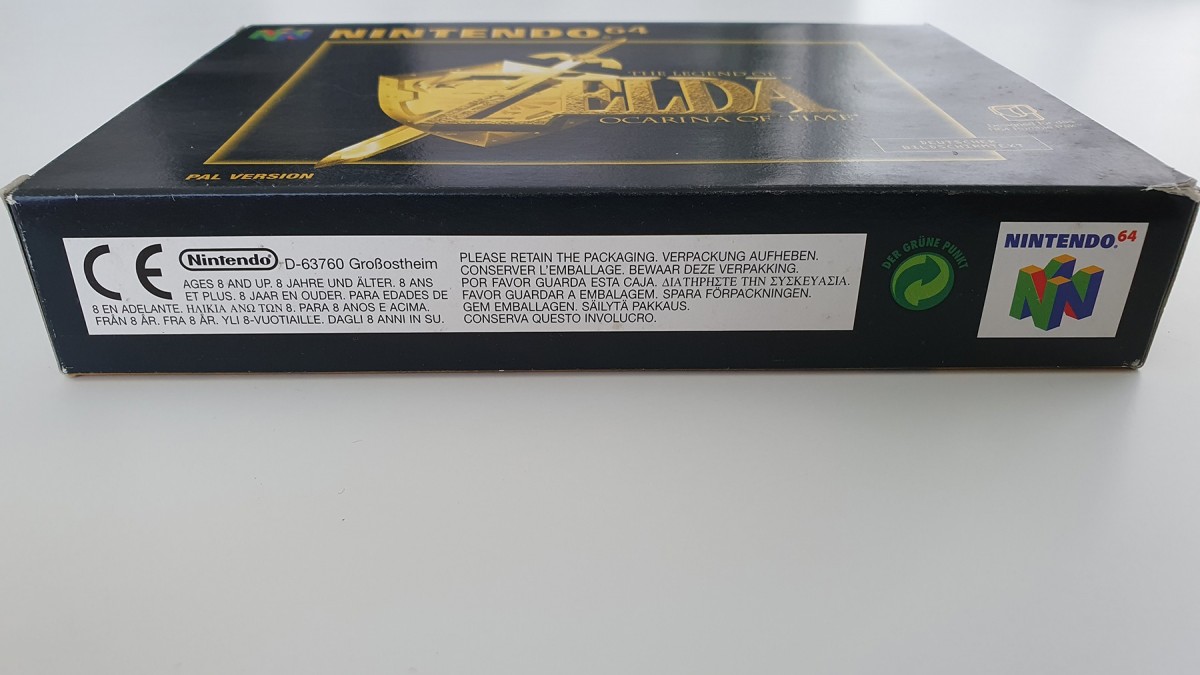 NINTENDO 64
THE LEGEND OF
ZELDA
OCARINA OF TIME
PAL VERSION
Nintendo D-63760 Großostheim
AGES 8 AND UP. 8 JAHRE UND ÄLTER. 8 ANS
ET PLUS. 8 JAAR EN OUDER. PARA EDADES DE
8 EN ADELANTE. ΗΛΙΚΙΑ ΑΝΩ ΤΩΝ 8. PARA 8 ANOS E ACIMA.
FRÅN 8 ÅR. FRA 8 ÅR. YLI 8-VUOTIAILLE. DAGLI 8 ANNI IN SU.
PLEASE RETAIN THE PACKAGING. VERPACKUNG AUFHEBEN.
CONSERVER L'EMBALLAGE. BEWAAR DEZE VERPAKKING.
POR FAVOR GUARDA ESTA CAJA. ΔΙΑΤΗΡΗΣΤΕ ΤΗΝ ΣΥΣΚΕΥΑΣΙΑ.
FAVOR GUARDAR A EMBALAGEM. SPARA FÖRPACKNINGEN.
GEM EMBALLAGEN. SÄILYTÄ PAKKAUS.
CONSERVA QUESTO INVOLUCRO.
DER GRÜNE PUNKT
NINTENDO 64
CE